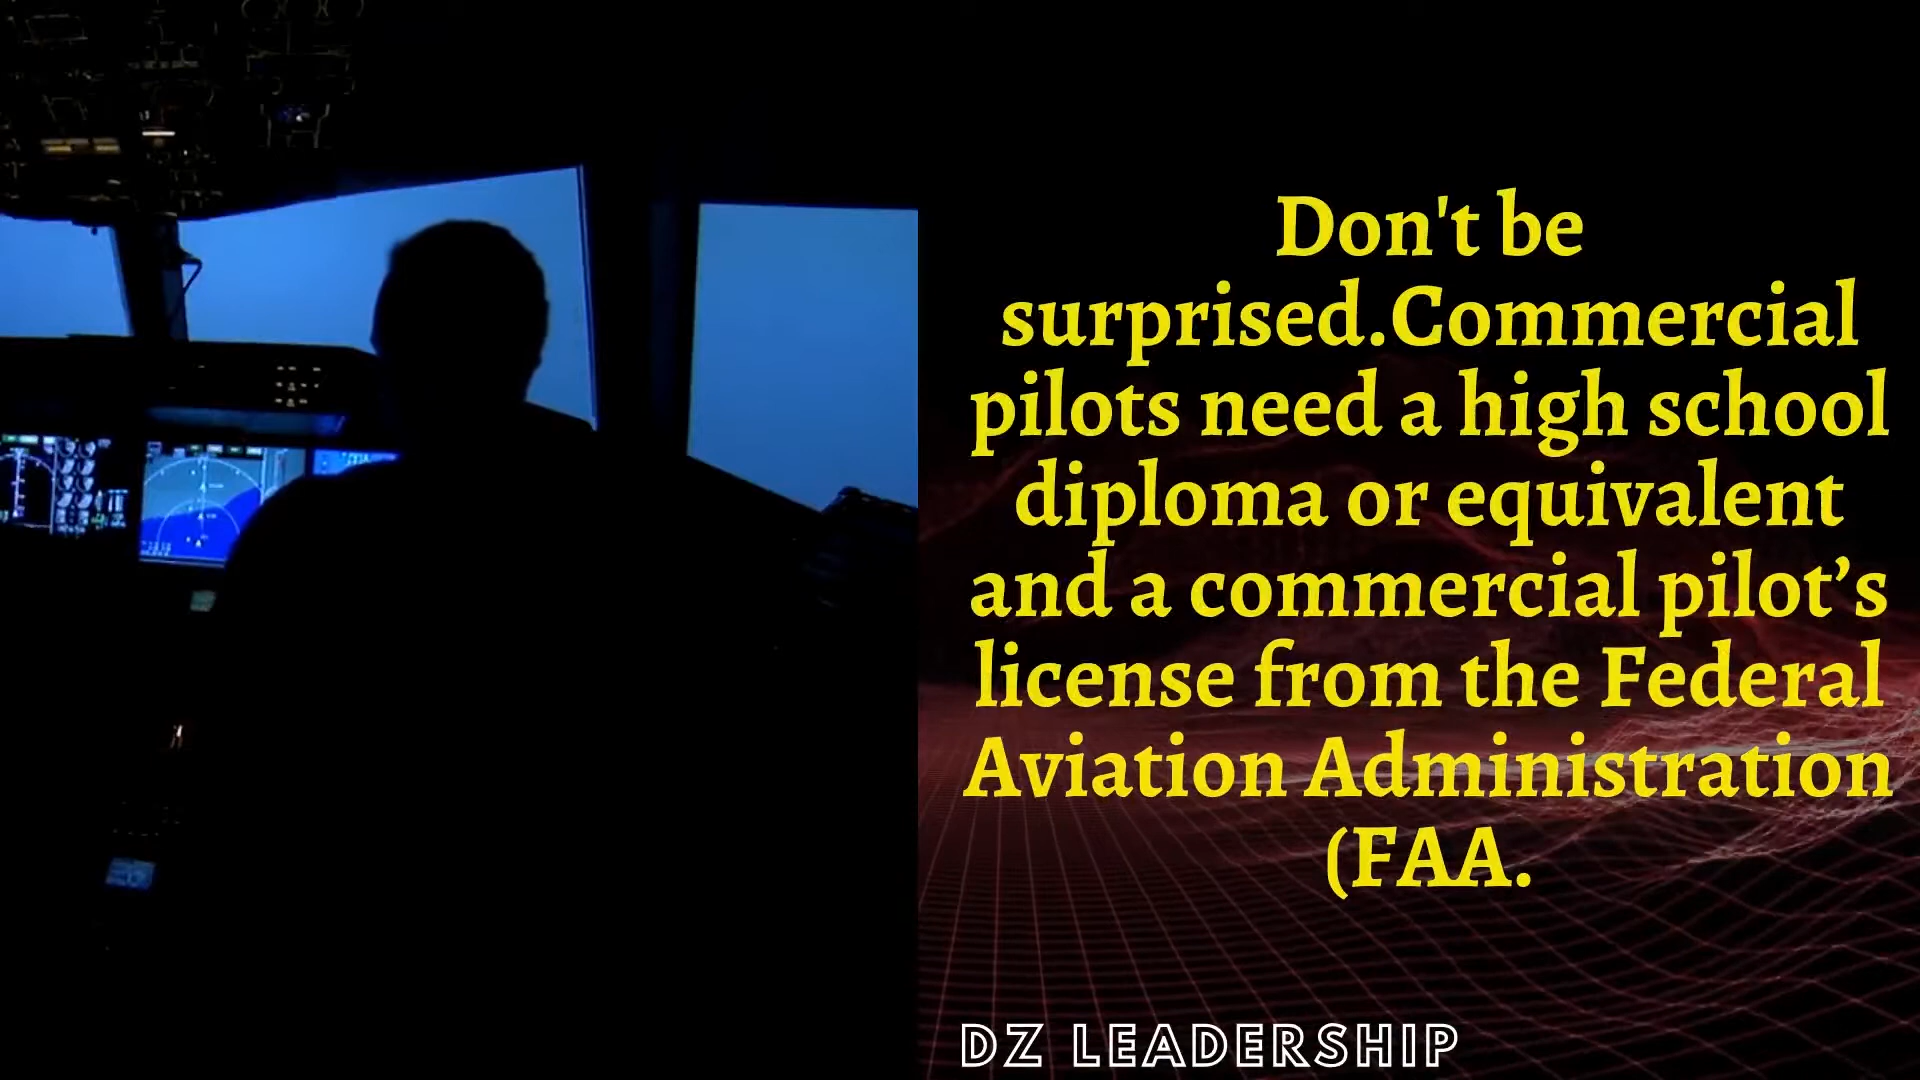 Don't be
surprised.Commercial
pilots need a high school
diploma or equivalent
and a commercial pilot’s
license from the Federal
Aviation Administration
(FAA.
DZ LEADERSHIP